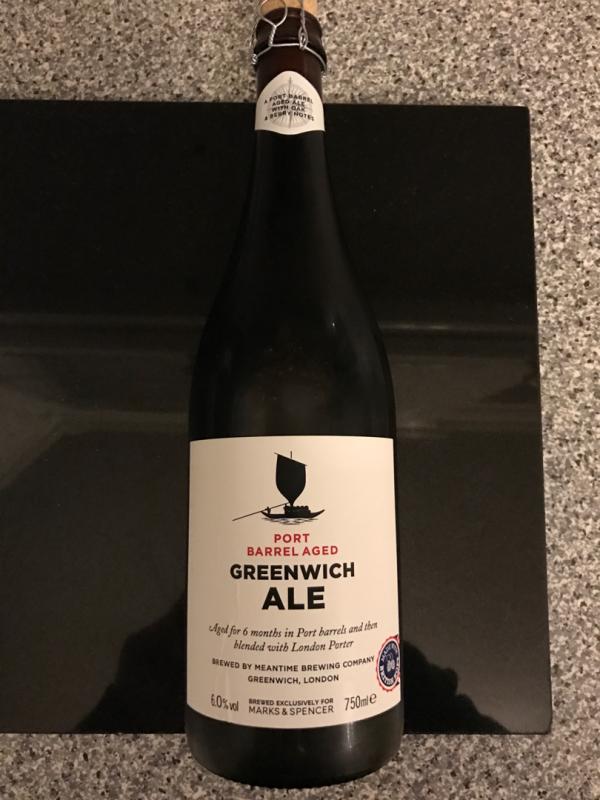 A PORT BARREL
AGED ALE
WITH OAK
& BERRY NOTES
PORT
BARREL AGED
GREENWICH
ALE
Aged for 6 months in Port barrels and then
blended with London Porter
BREWED BY MEANTIME BREWING COMPANY
GREENWICH, LONDON
6.0% vol
BREWED EXCLUSIVELY FOR
MARKS & SPENCER
750ml e